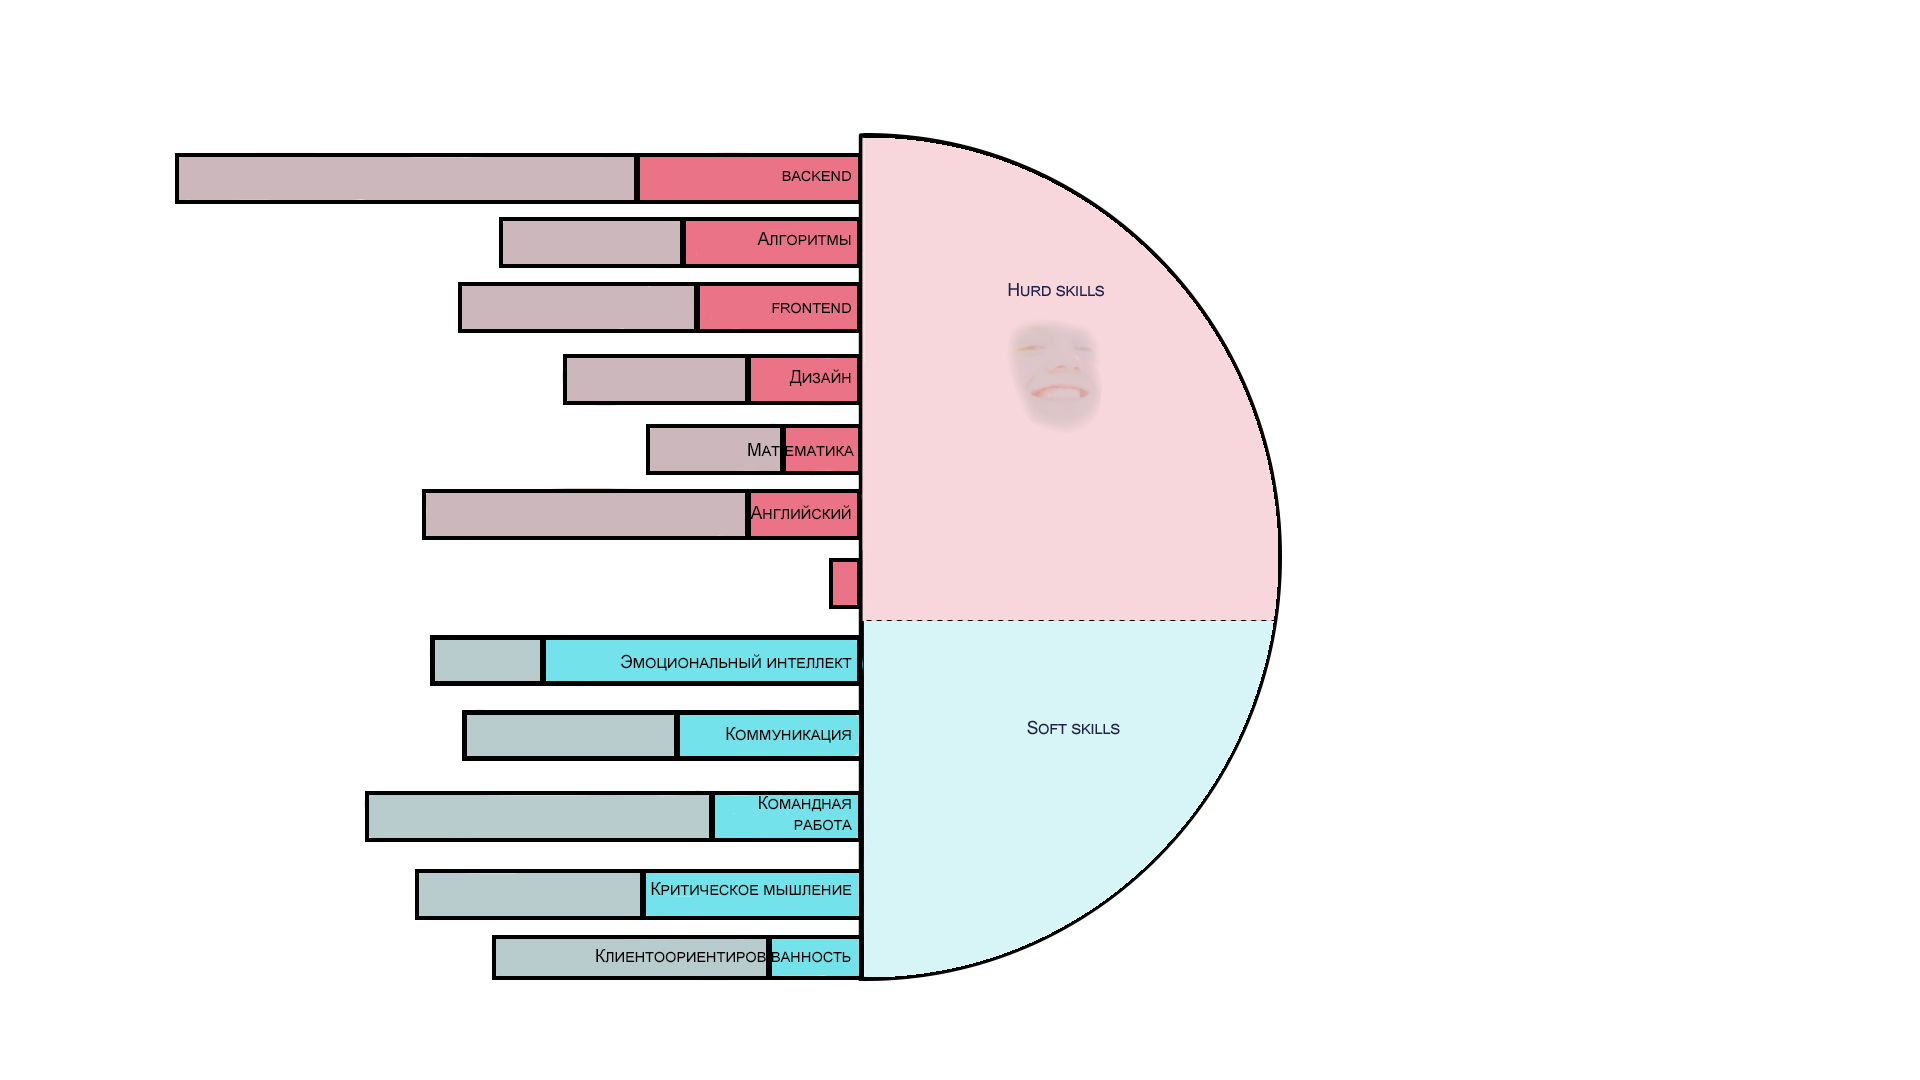 BACKEND
Алгоритмы
FRONTEND
Дизайн
Математика
Английский
Hurd skills
Эмоциональный интеллект
Коммуникация
Командная
работа
Критическое мышление
Клиентоориентированность
Soft skills